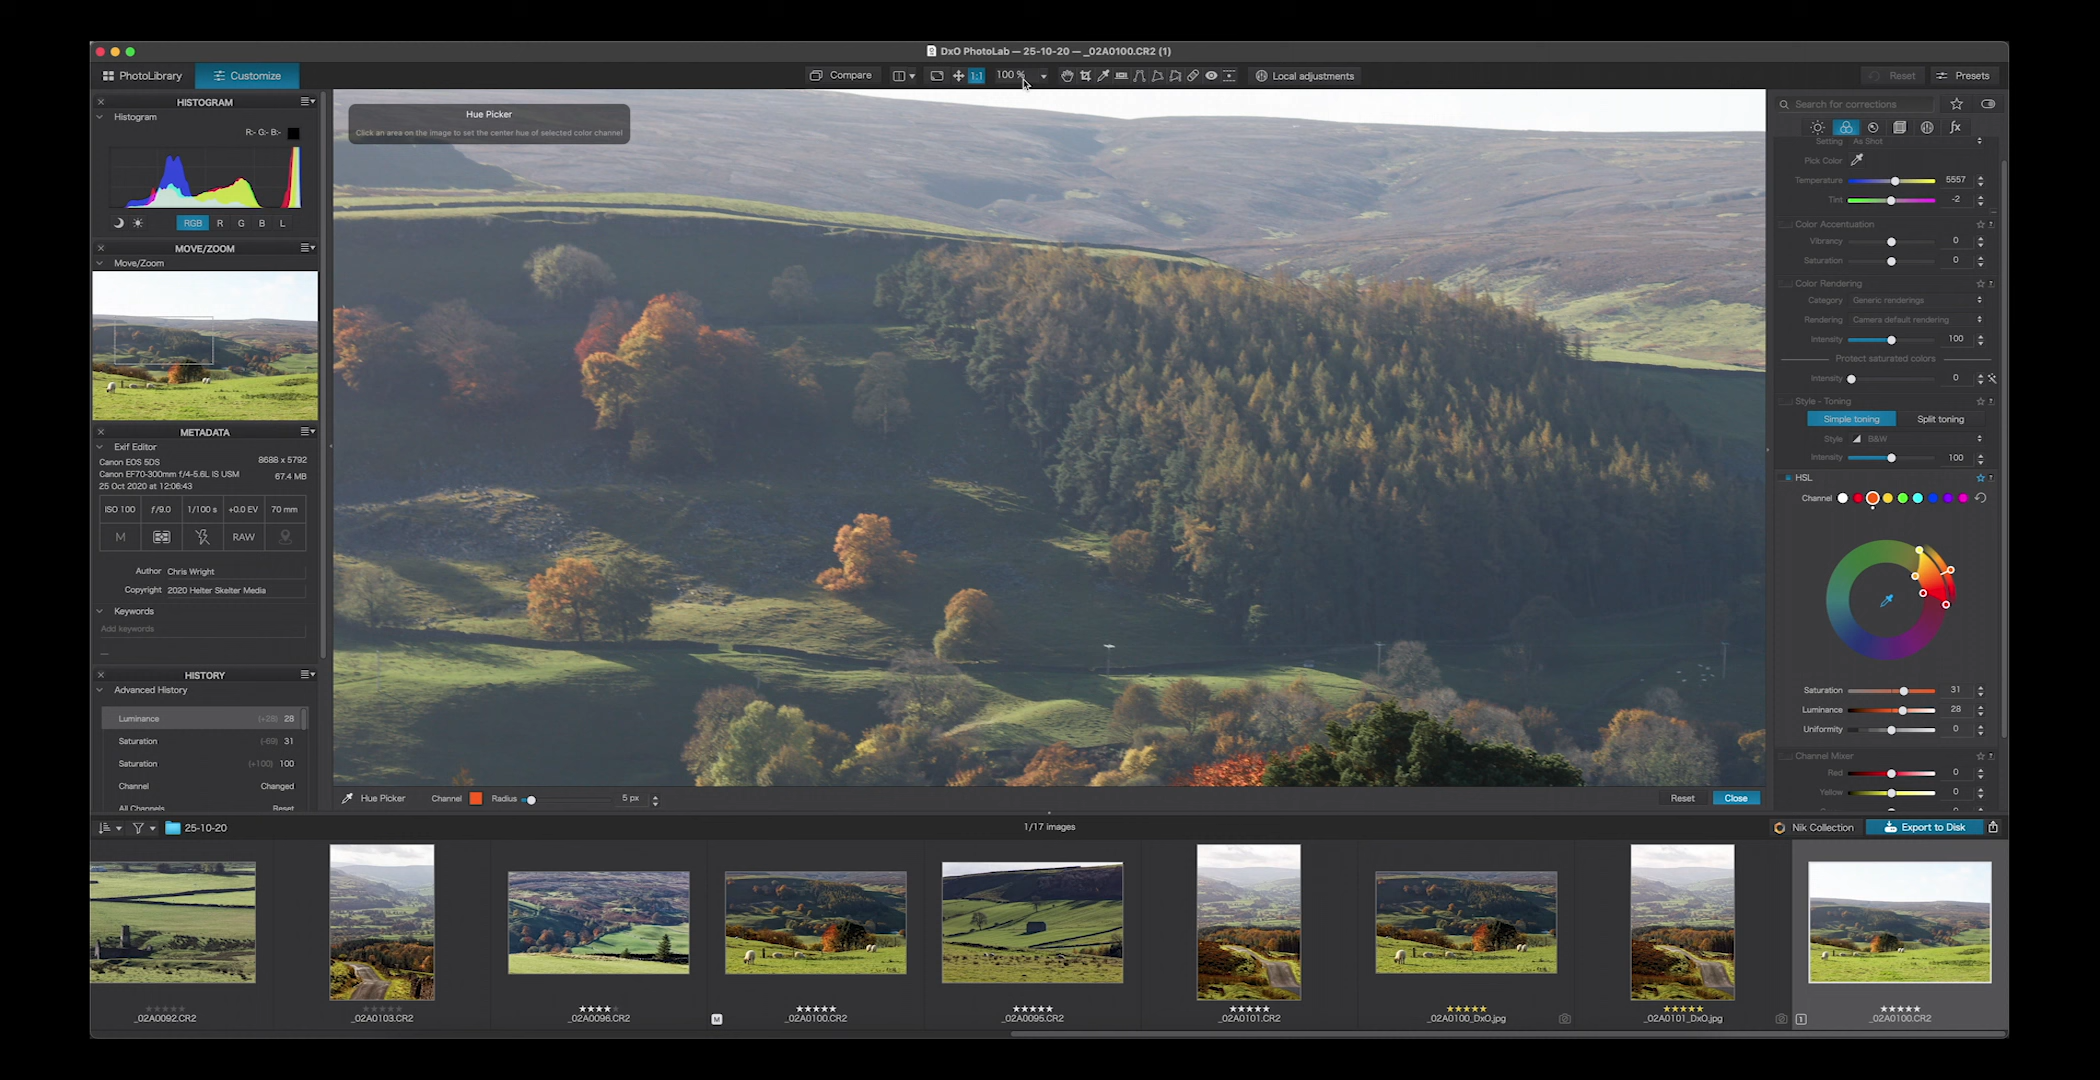 DxO PhotoLab — 25-10-20 — _02A0100.CR2 (1)
PhotoLibrary
Customize
Compare
1:1
100 %
Local adjustments
Reset
Presets
HISTOGRAM
Histogram
R:- G:- B:-
RGB R G B L
MOVE/ZOOM
Move/Zoom
METADATA
Exif Editor
Canon EOS 5DS 8688 x 5792
Canon EF70-300mm f/4-5.6L IS USM 67.4 MB
25 Oct 2020 at 12:06:43
ISO 100 ƒ/9.0 1/100 s +0.0 EV 70 mm
M RAW
Author Chris Wright
Copyright 2020 Helter Skelter Media
Keywords
Add keywords
HISTORY
Advanced History
Luminance (+28) 28
Saturation (-69) 31
Saturation (+100) 100
Channel Changed
All Channels Reset
Hue Picker
Click an area on the image to set the center hue of selected color channel
Hue Picker Channel Radius 5 px Reset Close
Search for corrections
fx
Setting As Shot
Pick Color
Temperature 5557
Tint -2
Color Accentuation
Vibrancy 0
Saturation 0
Color Rendering
Category Generic renderings
Rendering Camera default rendering
Intensity 100
Protect saturated colors
Intensity 0
Style - Toning
Simple toning Split toning
Style B&W
Intensity 100
HSL
Channel
Saturation 31
Luminance 28
Uniformity 0
Channel Mixer
Red 0
Yellow 0
25-10-20
1/17 images
Nik Collection
Export to Disk
_02A0092.CR2
_02A0103.CR2
_02A0096.CR2
M
_02A0100.CR2
_02A0095.CR2
_02A0101.CR2
_02A0100_DxO.jpg
_02A0101_DxO.jpg
1
_02A0100.CR2